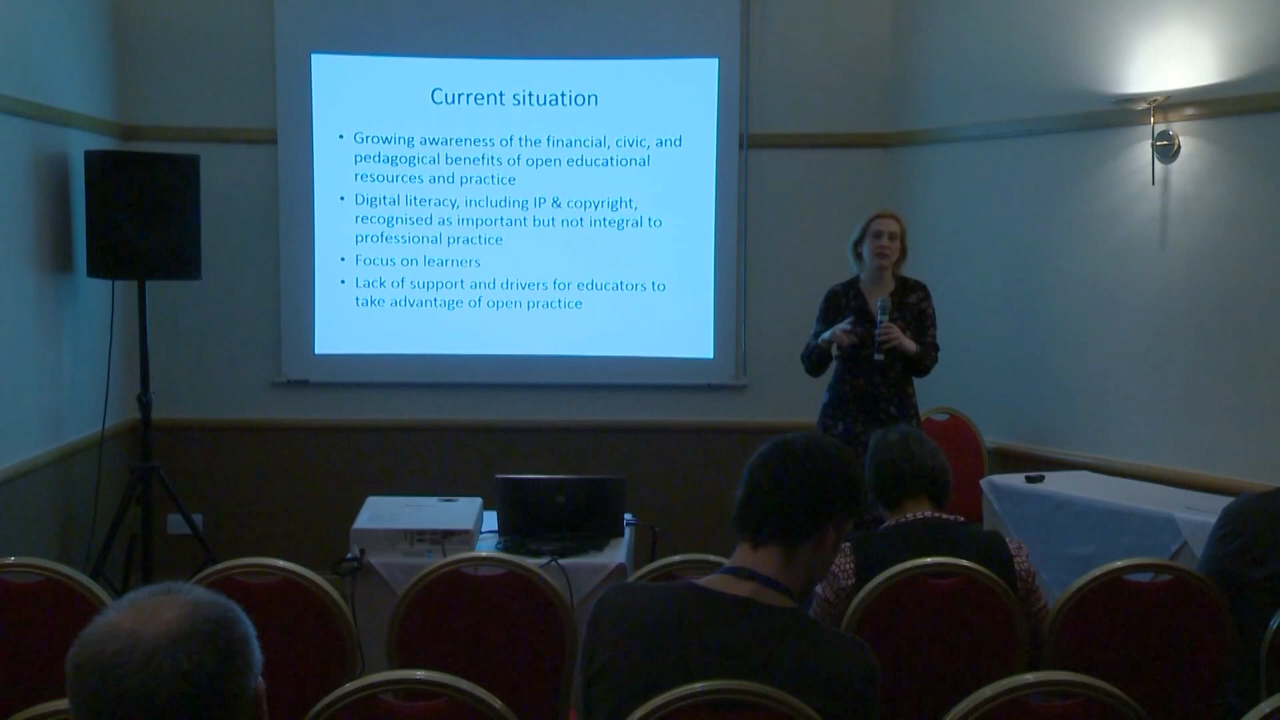 Current situation
• Growing awareness of the financial, civic, and
pedagogical benefits of open educational
resources and practice
• Digital literacy, including IP & copyright,
recognised as important but not integral to
professional practice
• Focus on learners
• Lack of support and drivers for educators to
take advantage of open practice